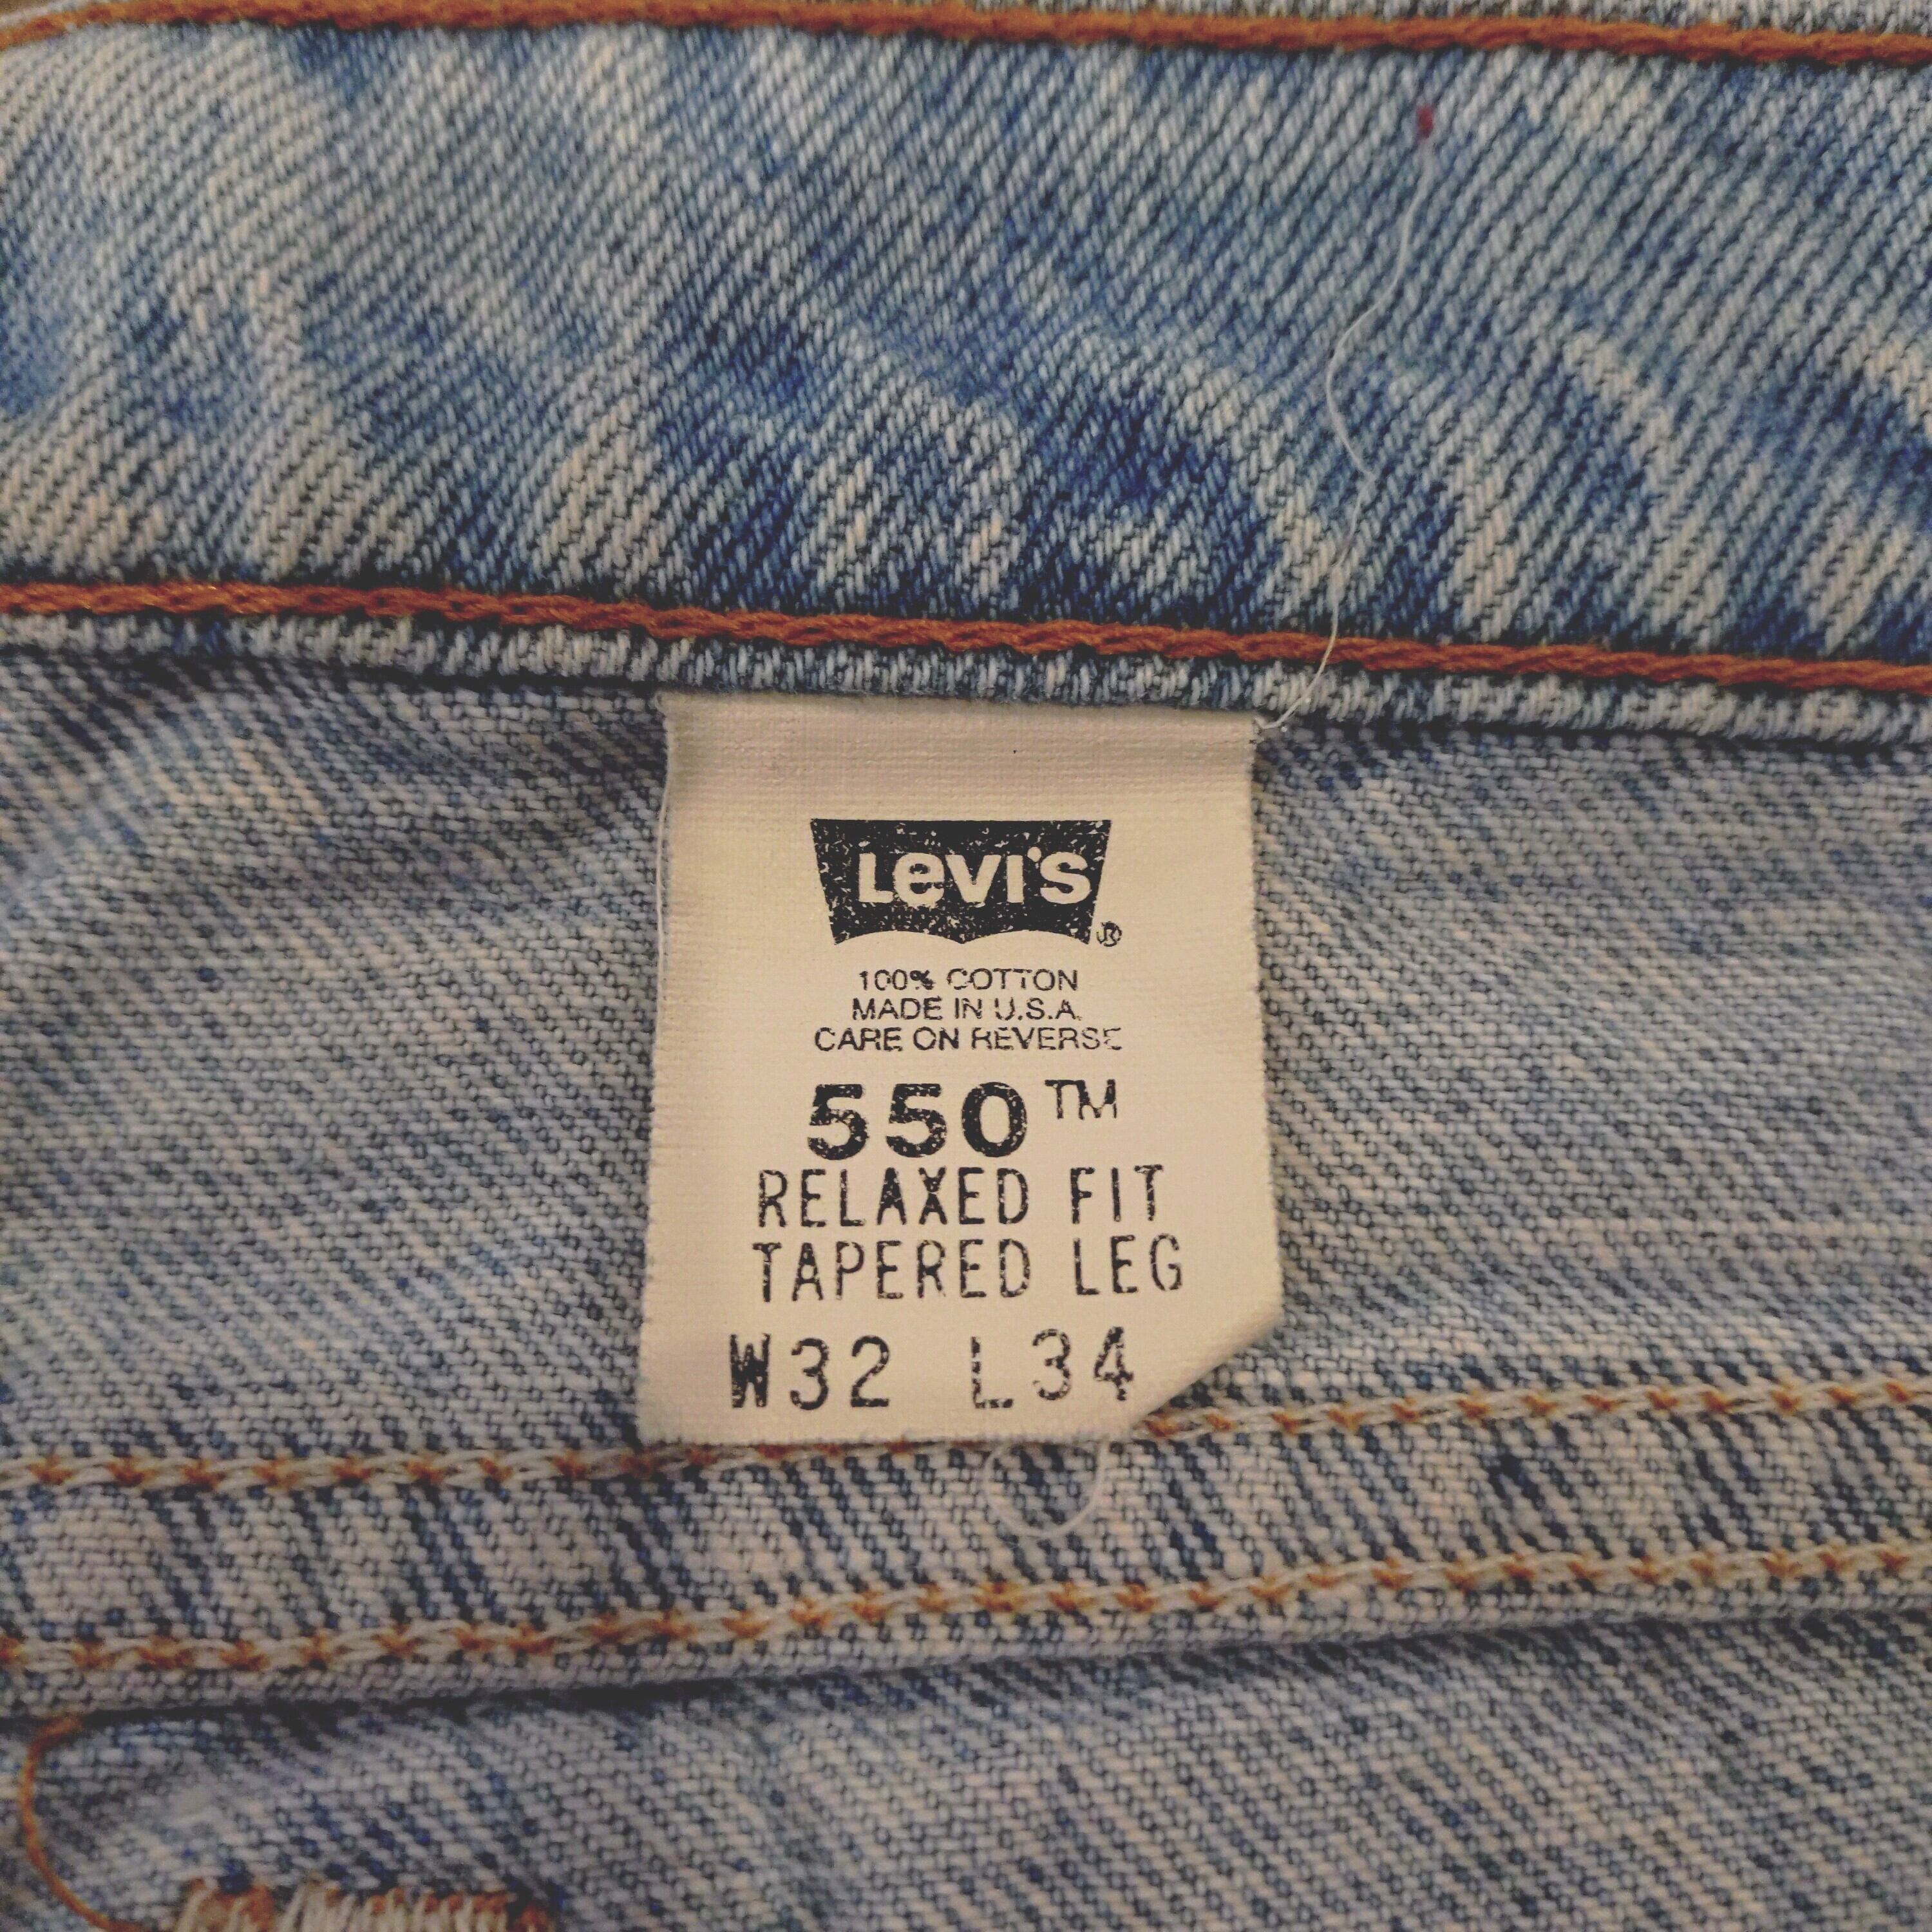 Levi's ®
100% COTTON
MADE IN U.S.A.
CARE ON REVERSE
550™
RELAXED FIT
TAPERED LEG
W32 L34